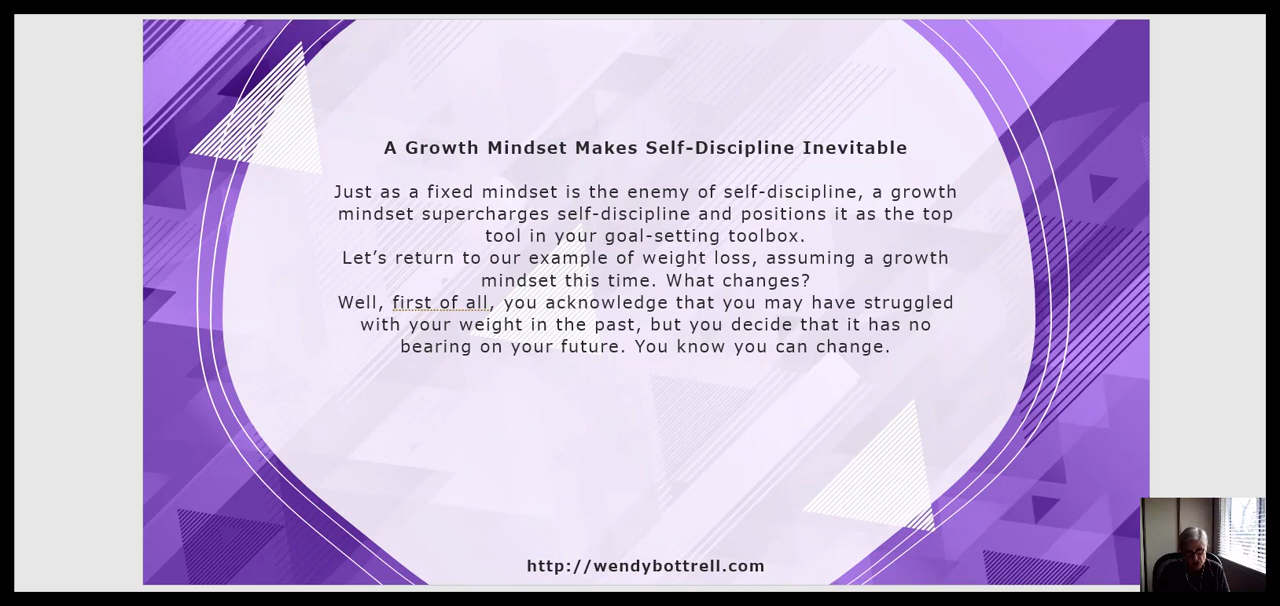 A Growth Mindset Makes Self-Discipline Inevitable
Just as a fixed mindset is the enemy of self-discipline, a growth
mindset supercharges self-discipline and positions it as the top
tool in your goal-setting toolbox.
Let’s return to our example of weight loss, assuming a growth
mindset this time. What changes?
Well, first of all, you acknowledge that you may have struggled
with your weight in the past, but you decide that it has no
bearing on your future. You know you can change.
http://wendybottrell.com